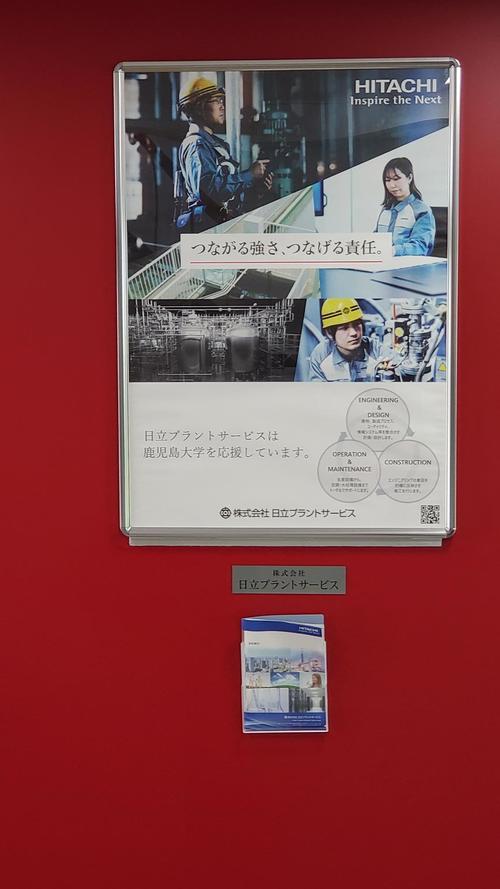 HITACHI
Inspire the Next
つながる強さ、つなげる責任。
日立プラントサービスは
鹿児島大学を応援しています。
ENGINEERING
&
DESIGN
OPERATION
&
MAINTENANCE
CONSTRUCTION
株式会社 日立プラントサービス
株式会社
日立プラントサービス
HITACHI